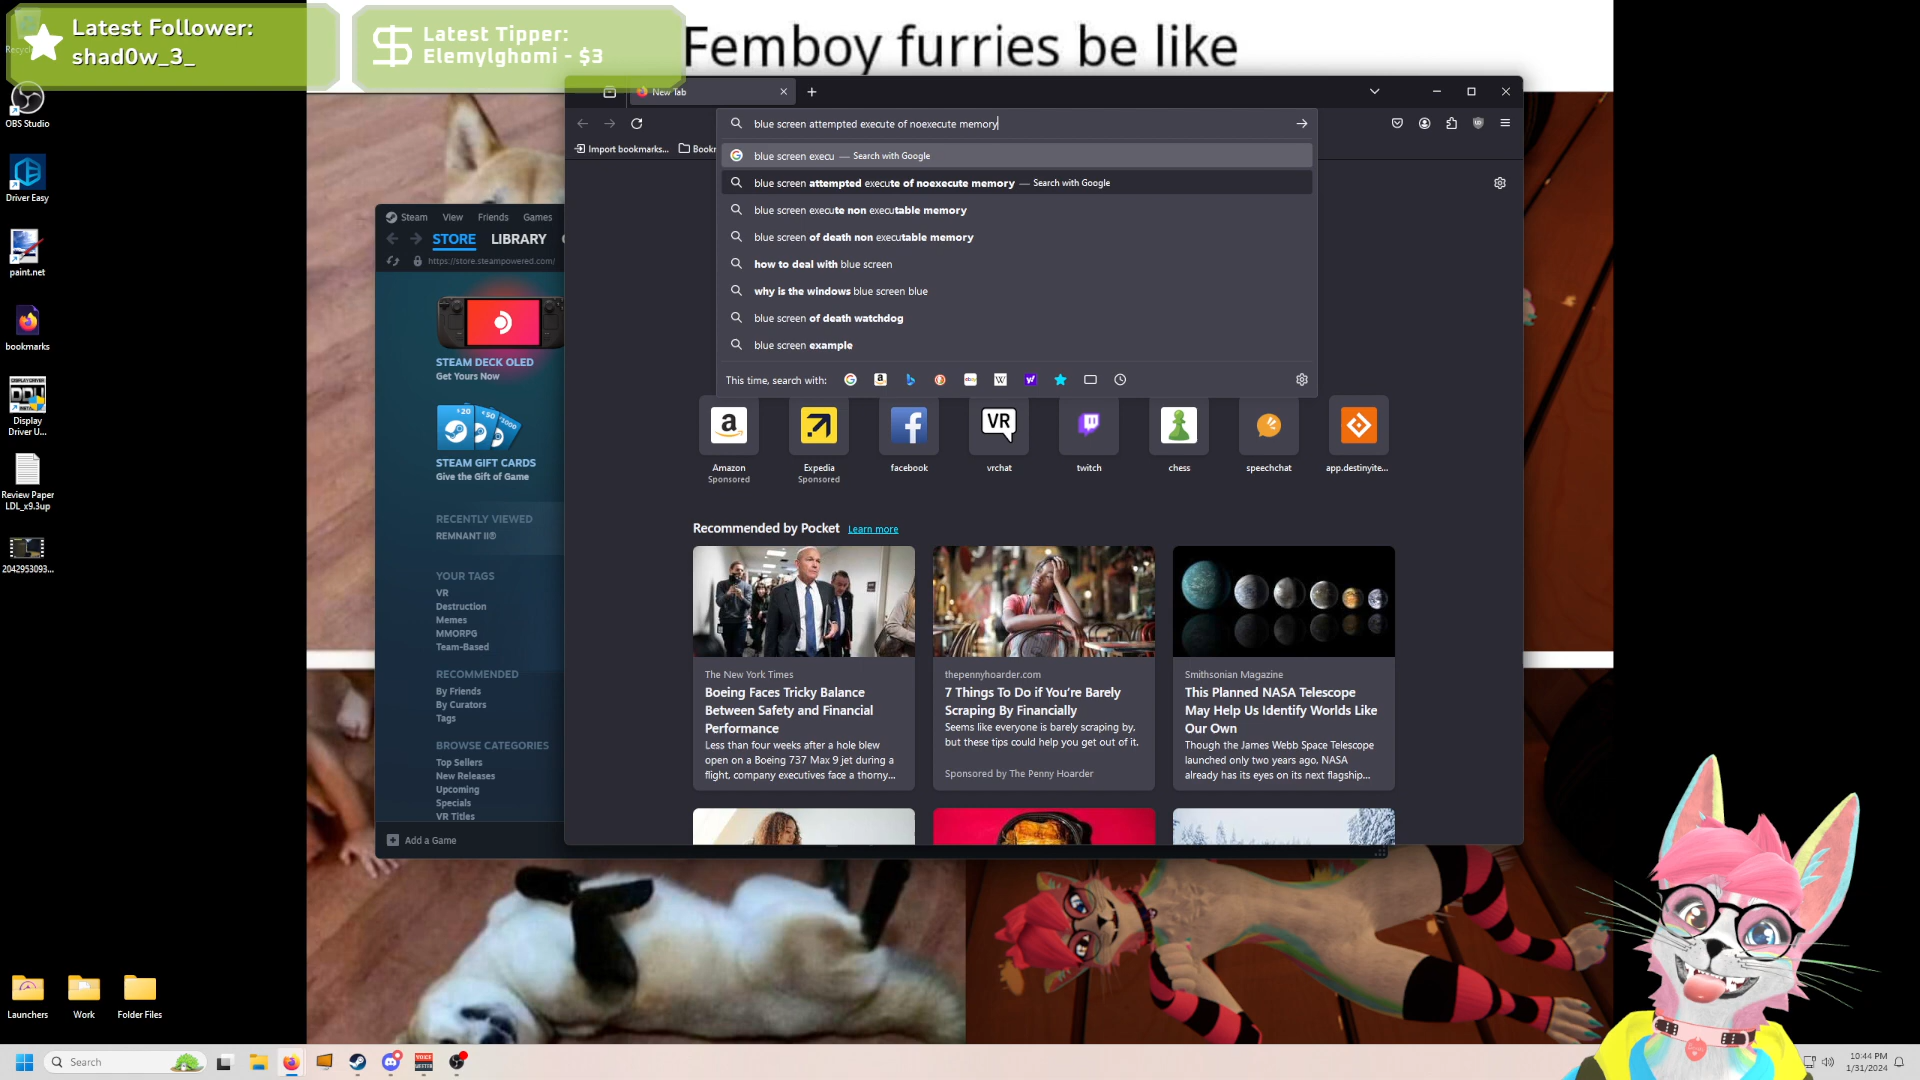 Latest Follower:
shad0w_3_
Latest Tipper:
Elemylghomi - $3
Femboy furries be like
OBS Studio
Driver Easy
paint.net
bookmarks
Display
Driver U...
Review Paper
LDL_x9.3up
2042953093...
Launchers
Work
Folder Files
Steam
View
Friends
Games
STORE
LIBRARY
https://store.steampowered.com/
STEAM DECK OLED
Get Yours Now
STEAM GIFT CARDS
Give the Gift of Game
RECENTLY VIEWED
REMNANT II®
YOUR TAGS
VR
Destruction
Memes
MMORPG
Team-Based
RECOMMENDED
By Friends
By Curators
Tags
BROWSE CATEGORIES
Top Sellers
New Releases
Upcoming
Specials
VR Titles
Add a Game
New Tab
blue screen attempted execute of noexecute memory
Import bookmarks...
Bookr
blue screen execu — Search with Google
blue screen attempted execute of noexecute memory — Search with Google
blue screen execute non executable memory
blue screen of death non executable memory
how to deal with blue screen
why is the windows blue screen blue
blue screen of death watchdog
blue screen example
This time, search with:
Amazon
Sponsored
Expedia
Sponsored
facebook
VR
vrchat
twitch
chess
speechchat
app.destinyite...
Recommended by Pocket
Learn more
The New York Times
Boeing Faces Tricky Balance
Between Safety and Financial
Performance
Less than four weeks after a hole blew
open on a Boeing 737 Max 9 jet during a
flight, company executives face a thorny...
thepennyhoarder.com
7 Things To Do if You're Barely
Scraping By Financially
Seems like everyone is barely scraping by,
but these tips could help you get out of it.
Sponsored by The Penny Hoarder
Smithsonian Magazine
This Planned NASA Telescope
May Help Us Identify Worlds Like
Our Own
Though the James Webb Space Telescope
launched only two years ago, NASA
already has its eyes on its next flagship...
Search
10:44 PM
1/31/2024